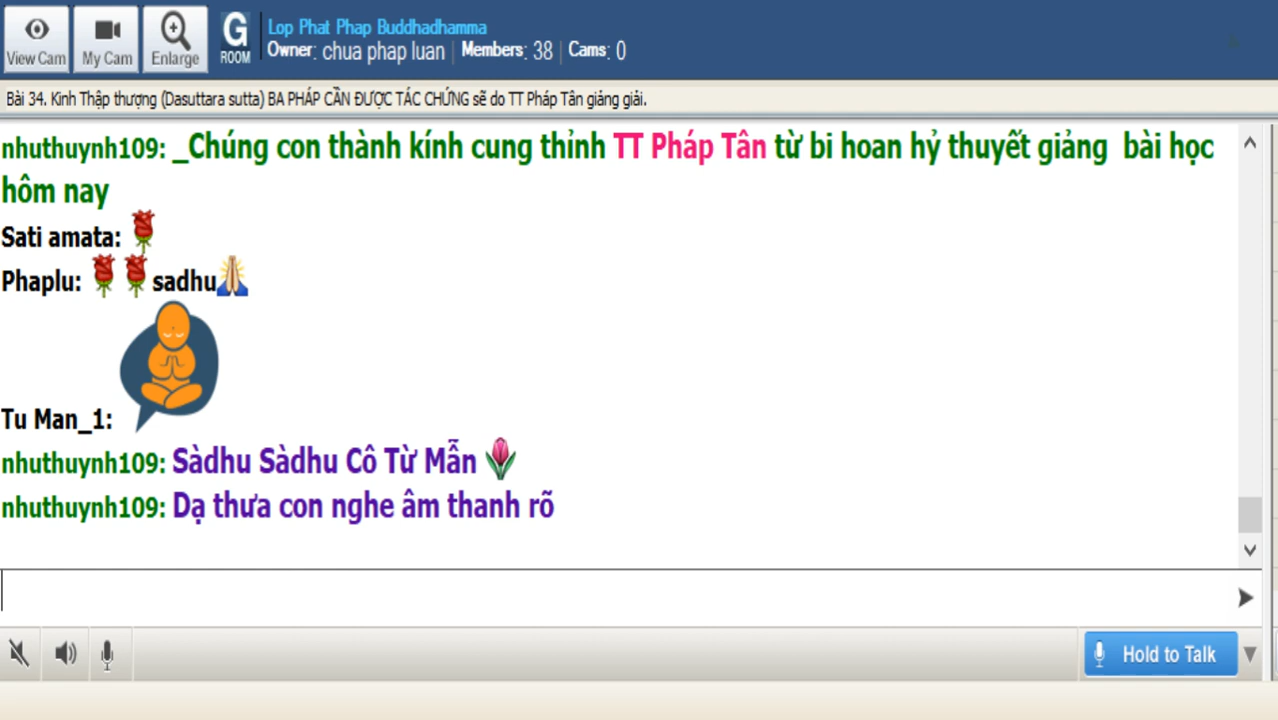 View Cam
My Cam
Enlarge
G
ROOM
Lop Phat Phap Buddhadhamma
Owner: chua phap luan | Members: 38 | Cams: 0
Bài 34. Kinh Thập thượng (Dasuttara sutta) BA PHÁP CẦN ĐƯỢC TÁC CHỨNG sẽ do TT Pháp Tân giảng giải.
nhuthuynh109: _Chúng con thành kính cung thỉnh TT Pháp Tân từ bi hoan hỷ thuyết giảng bài học
hôm nay
Sati amata:
Phaplu: sadhu
Tu Man_1:
nhuthuynh109: Sàdhu Sàdhu Cô Từ Mẫn
nhuthuynh109: Dạ thưa con nghe âm thanh rõ
Hold to Talk